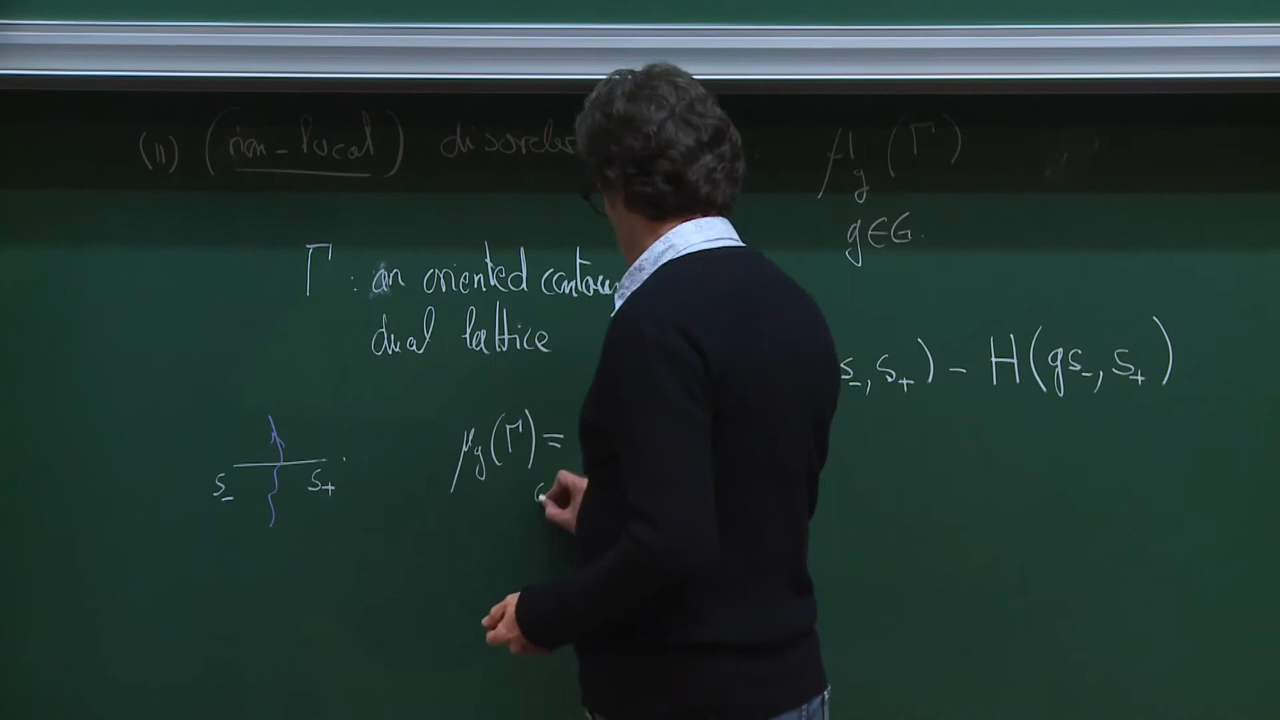 (ii) (non-local) disorder μ_g(Γ)
g∈G.
Γ : an oriented contour
dual lattice
s_-, s_+) - H(gs_-, s_+)
μ_g(Γ) =
s_- s_+